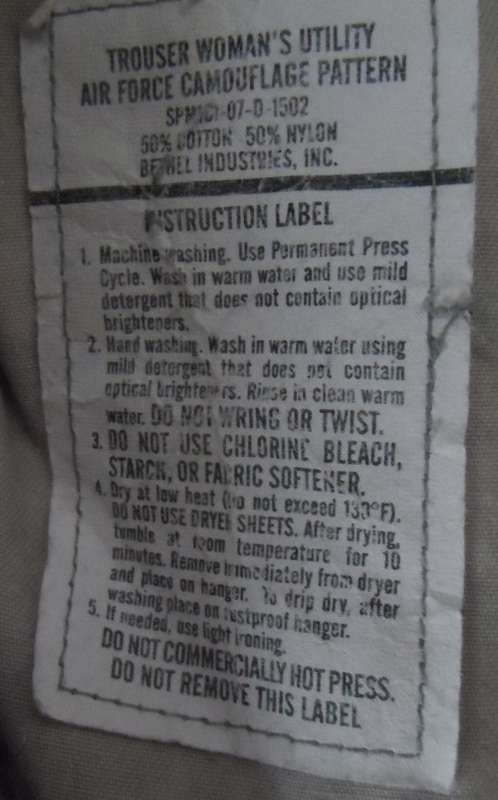 TROUSER WOMAN'S UTILITY
AIR FORCE CAMOUFLAGE PATTERN
SPM1C1-07-D-1502
50% COTTON 50% NYLON
BETHEL INDUSTRIES, INC.
INSTRUCTION LABEL
1. Machine washing. Use Permanent Press
Cycle. Wash in warm water and use mild
detergent that does not contain optical
brighteners.
2. Hand washing. Wash in warm water using
mild detergent that does not contain
optical brighteners. Rinse in clean warm
water. DO NOT WRING OR TWIST.
3. DO NOT USE CHLORINE BLEACH,
STARCH, OR FABRIC SOFTENER.
4. Dry at low heat (Do not exceed 130°F).
DO NOT USE DRYER SHEETS. After drying,
tumble at room temperature for 10
minutes. Remove immediately from dryer
and place on hanger. To drip dry, after
washing place on rustproof hanger.
5. If needed, use light ironing.
DO NOT COMMERCIALLY HOT PRESS.
DO NOT REMOVE THIS LABEL